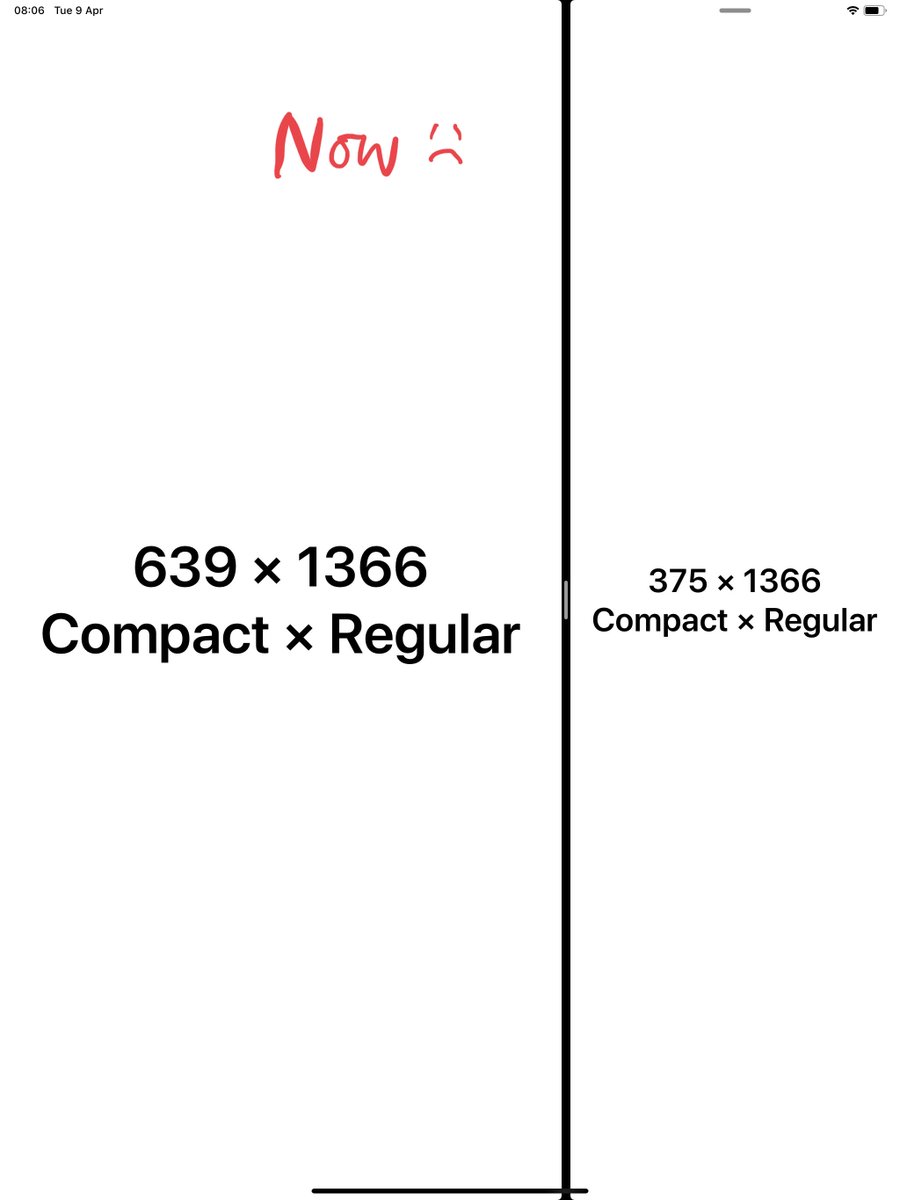 08:06 Tue 9 Apr
Now :(
639 × 1366
Compact × Regular
375 × 1366
Compact × Regular